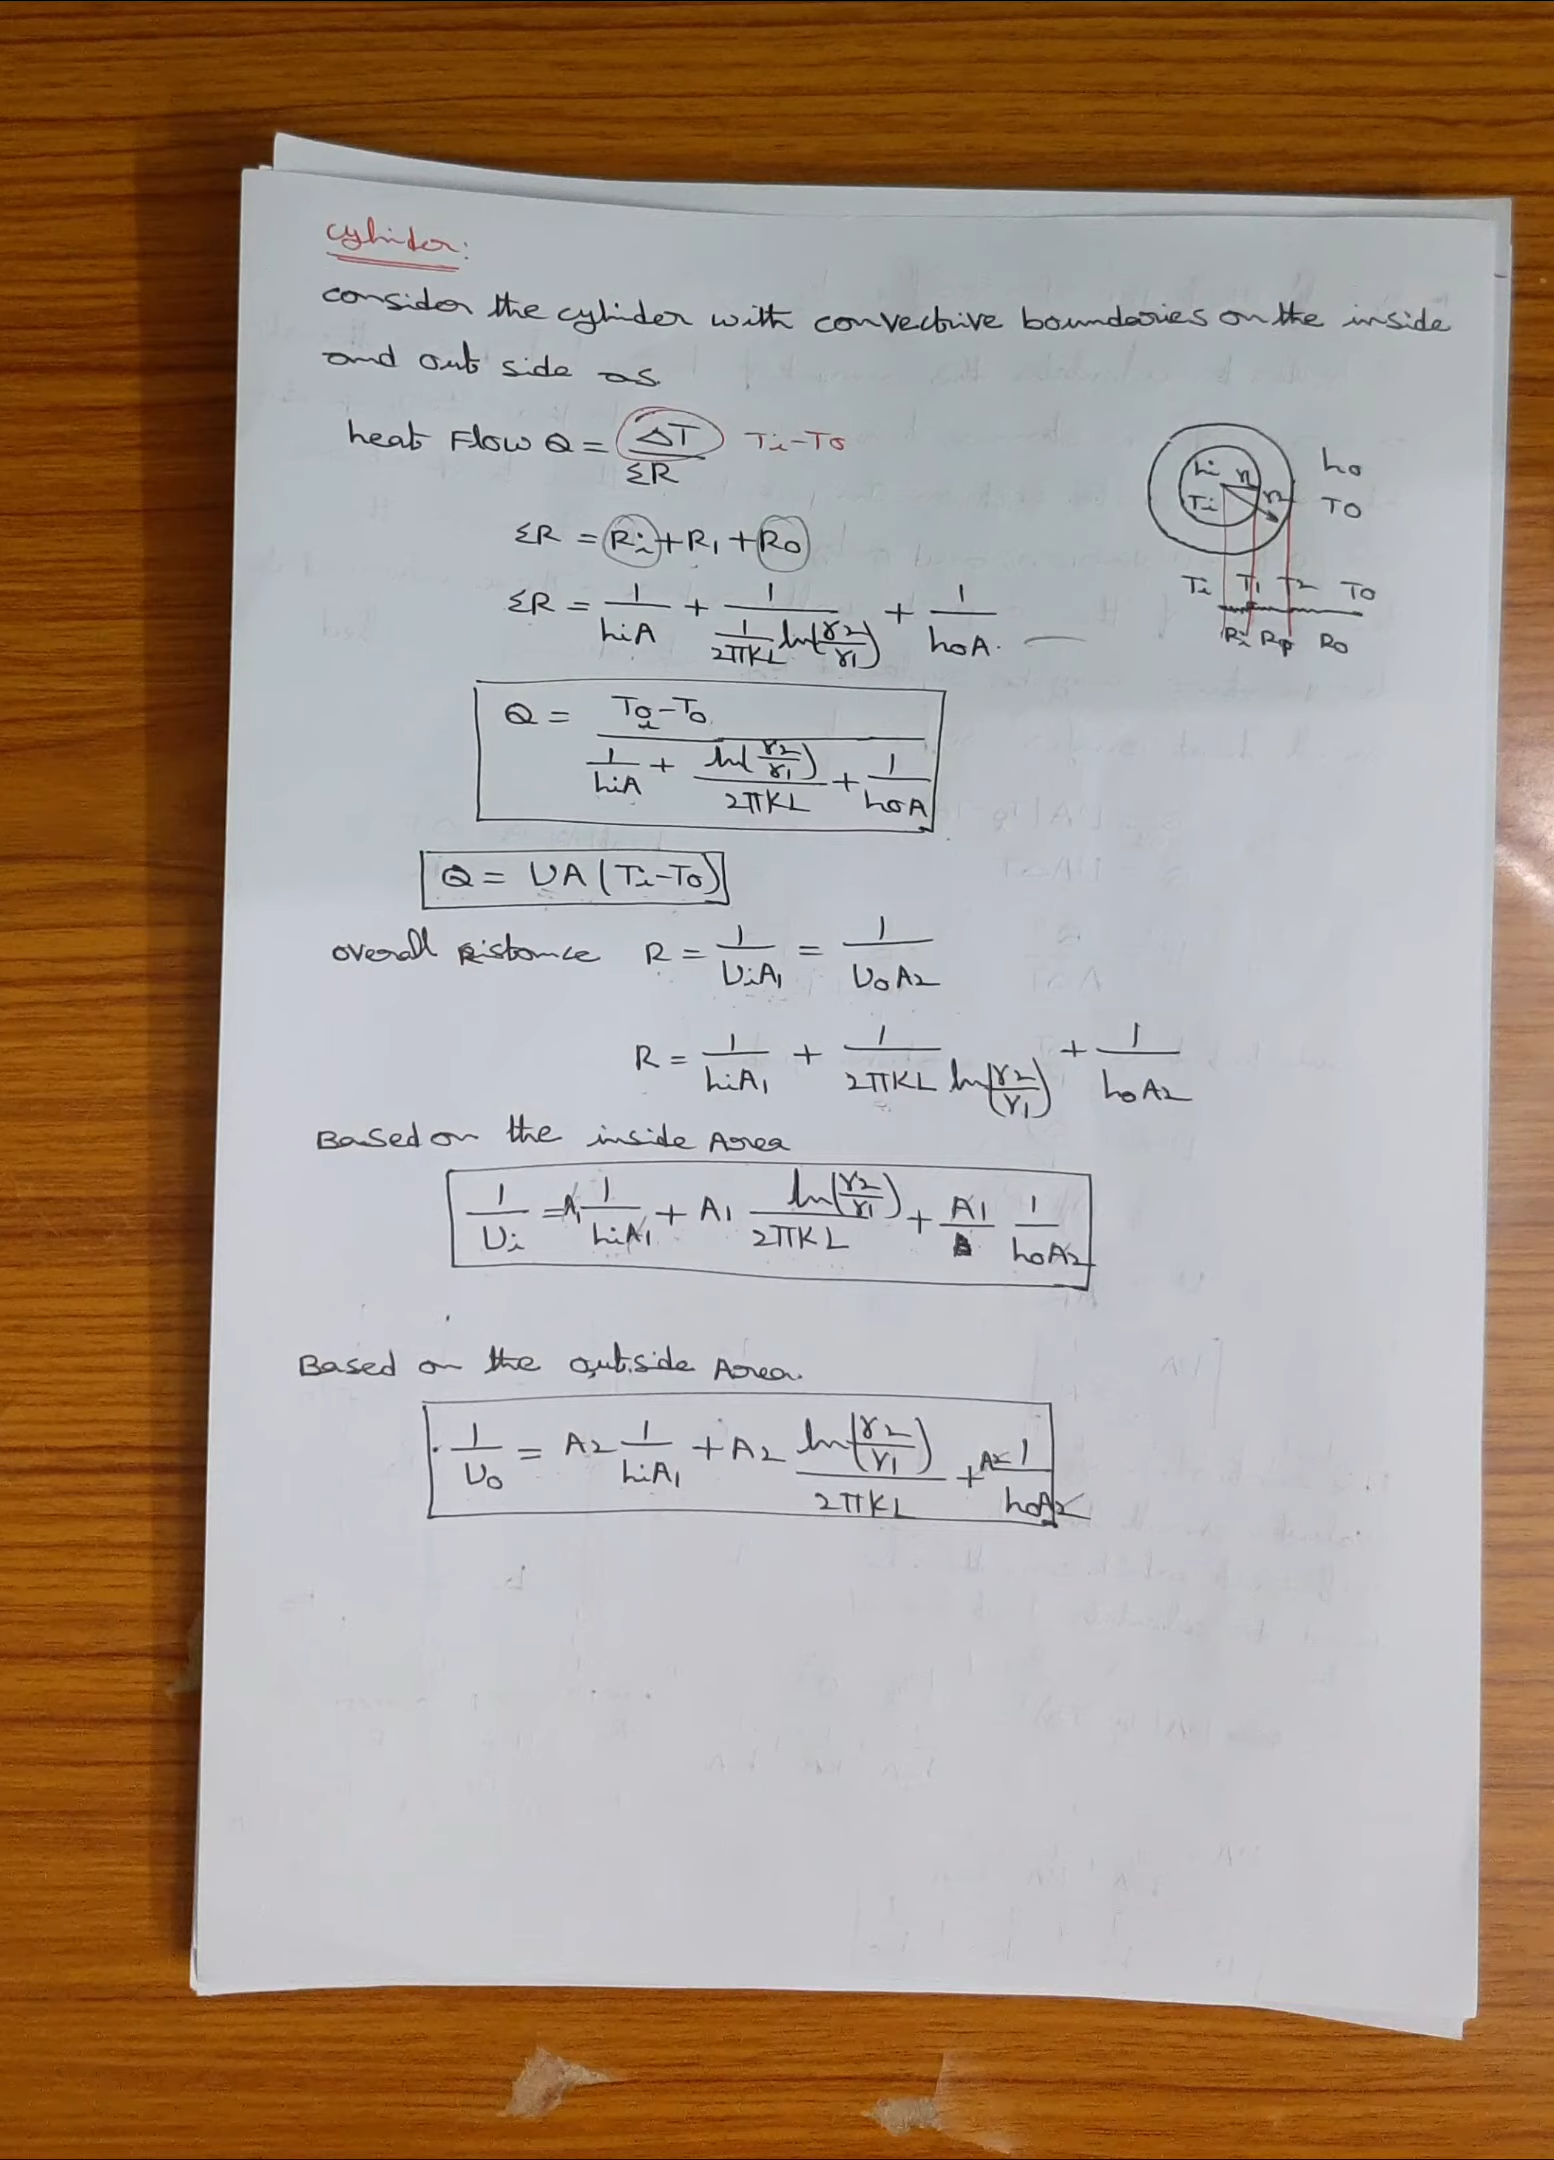 cylinder:
consider the cylinder with convective boundaries on the inside
and out side as
heat Flow Q = ΔT/ΣR Ti-To
ΣR = Ri + R1 + Ro
ΣR = 1/hiA + 1/(1/2πKL ln(r2/r1)) + 1/hoA.
Q = (Ti-To)/(1/hiA + ln(r2/r1)/2πKL + 1/hoA)
Q = UA(Ti-To)
overall Ristance R = 1/UiA1 = 1/UoA2
R = 1/hiA1 + 1/2πKL ln(r2/r1) + 1/hoA2
Based on the inside Area
1/Ui = A1 1/hiA1 + A1 ln(r2/r1)/2πKL + A1 1/hoA2
Based on the outside Area.
1/Uo = A2 1/hiA1 + A2 ln(r2/r1)/2πKL + A2 1/hoA2
hi r1 ho
Ti r2 To
Ti T1 T2 To
Ri Ro